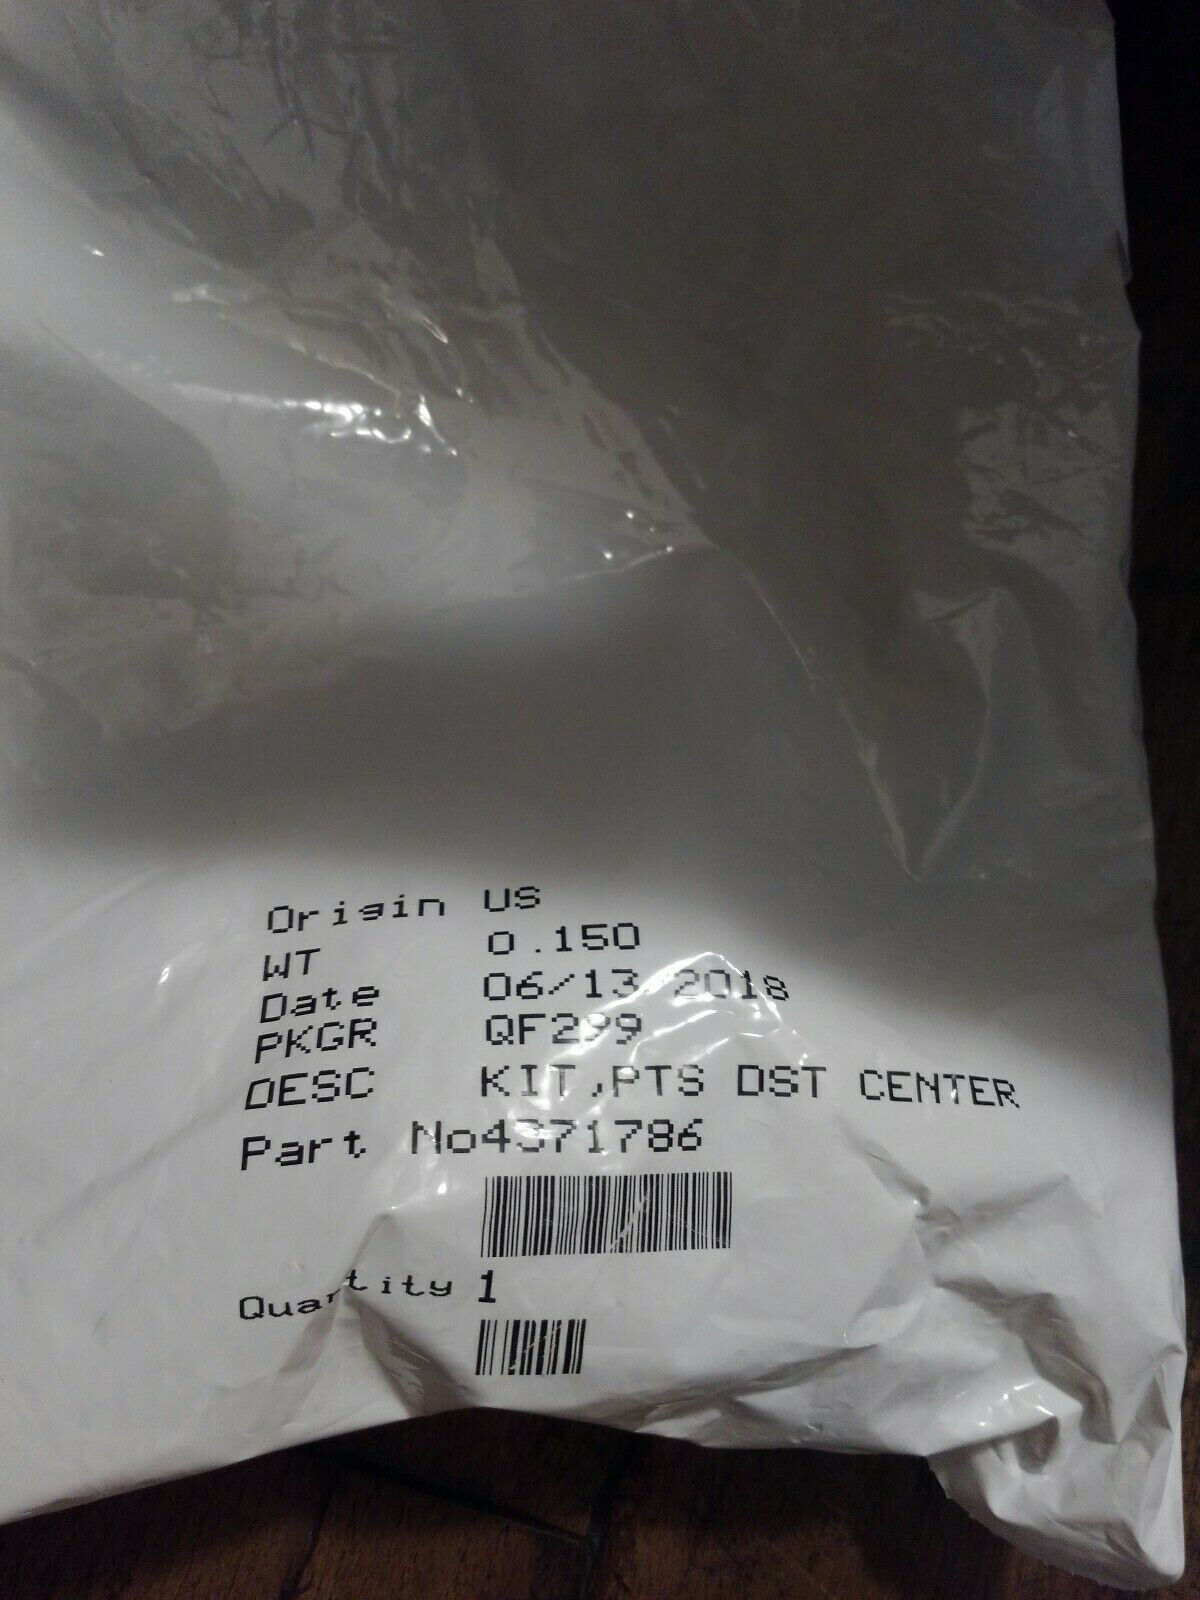 Origin US
WT 0.150
Date 06/13/2018
PKGR QF299
DESC KIT,PTS DST CENTER
Part No4371786
Quantity 1